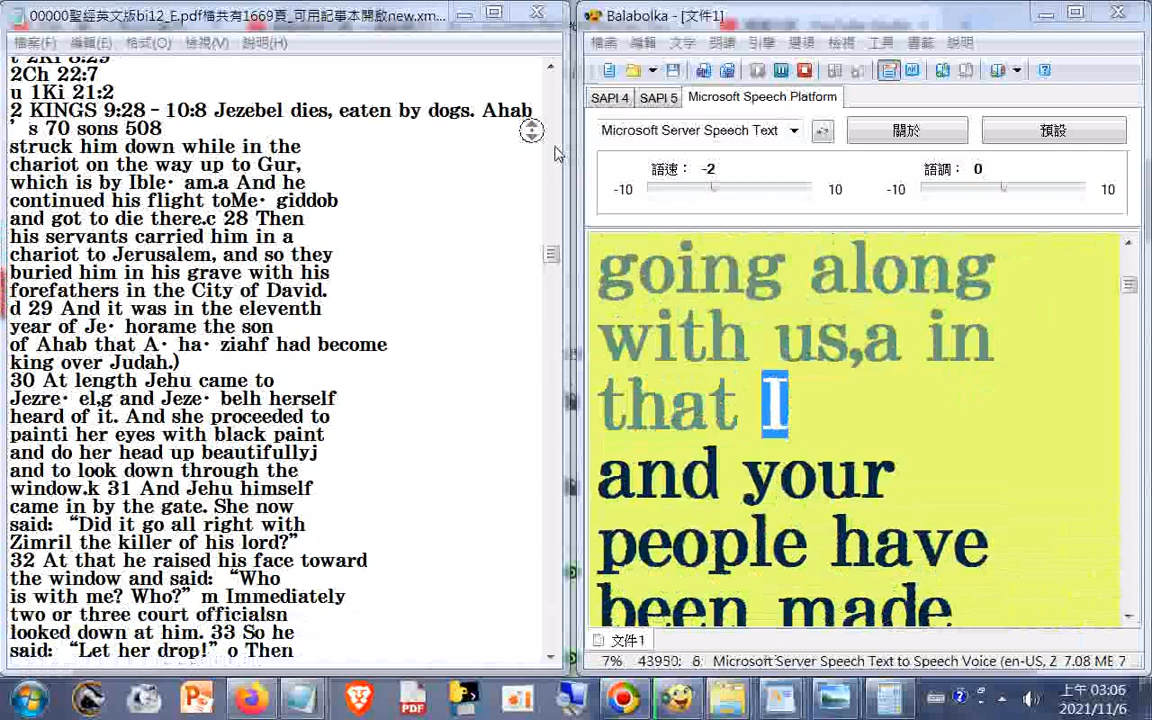 00000聖經英文版bi12_E.pdf檔共有1669頁_可用記事本開啟new.xm...
檔案(F) 編輯(E) 格式(O) 檢視(V) 說明(H)
t 2Ki 8:29
2Ch 22:7
u 1Ki 21:2
2 KINGS 9:28－10:8 Jezebel dies, eaten by dogs. Ahab
’s 70 sons 508
struck him down while in the
chariot on the way up to Gur,
which is by Ible·am.a And he
continued his flight toMe·giddob
and got to die there.c 28 Then
his servants carried him in a
chariot to Jerusalem, and so they
buried him in his grave with his
forefathers in the City of David.
d 29 And it was in the eleventh
year of Je·horame the son
of Ahab that A·ha·ziahf had become
king over Judah.)
30 At length Jehu came to
Jezre·el,g and Jeze·belh herself
heard of it. And she proceeded to
painti her eyes with black paint
and do her head up beautifullyj
and to look down through the
window.k 31 And Jehu himself
came in by the gate. She now
said: “Did it go all right with
Zimril the killer of his lord?”
32 At that he raised his face toward
the window and said: “Who
is with me? Who?” m Immediately
two or three court officialsn
looked down at him. 33 So he
said: “Let her drop!” o Then
Balabolka - [文件1]
檔案 編輯 文字 朗讀 引擎 選項 檢視 工具 書籤 說明
SAPI 4 SAPI 5 Microsoft Speech Platform
Microsoft Server Speech Text
關於
預設
語速： -2
語調： 0
-10 10 -10 10
going along
with us,a in
that I
and your
people have
been made
文件1
7% 43950: 8: Microsoft Server Speech Text to Speech Voice (en-US, Z 7.08 MB 7
PDF
上午 03:06
2021/11/6